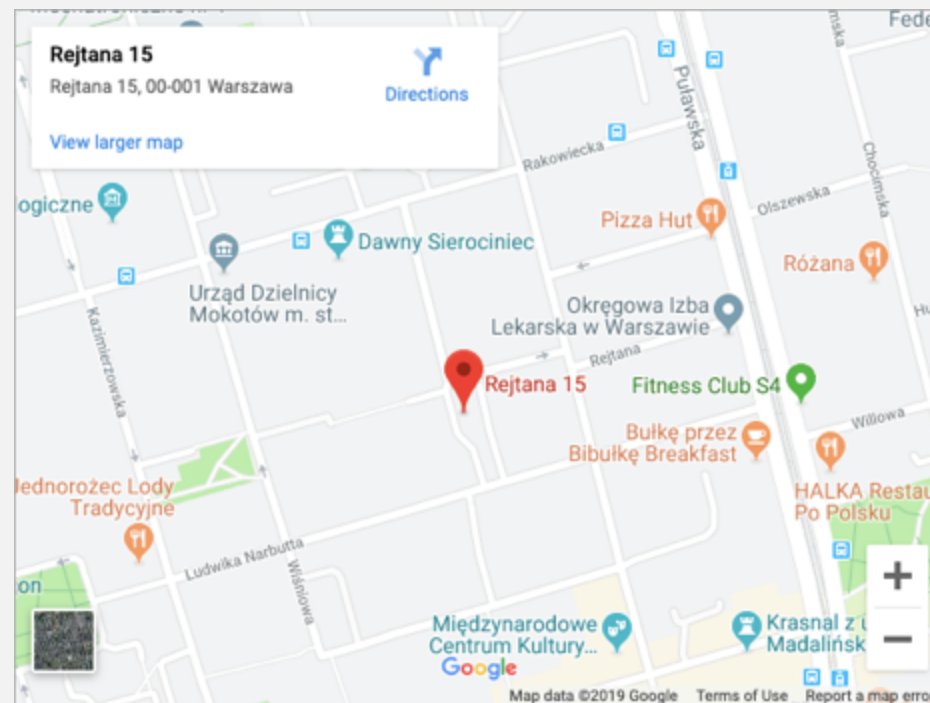 Rejtana 15
Rejtana 15, 00-001 Warszawa
Directions
View larger map
Fede
Puławska
Rakowiecka
Chocimska
Olszewska
ogiczne
Dawny Sierociniec
Pizza Hut
Różana
Urząd Dzielnicy
Mokotów m. st...
Okręgowa Izba
Lekarska w Warszawie
Hu
Kazimierzowska
Rejtana
Rejtana 15
Fitness Club S4
Willowa
Bułkę przez
Bibułkę Breakfast
Jednorożec Lody
Tradycyjne
HALKA Restau
Po Polsku
Ludwika Narbutta
Wiśniowa
on
Międzynarodowe
Centrum Kultury...
Krasnal z u
Madalińsk
Google
Map data ©2019 Google
Terms of Use
Report a map erro